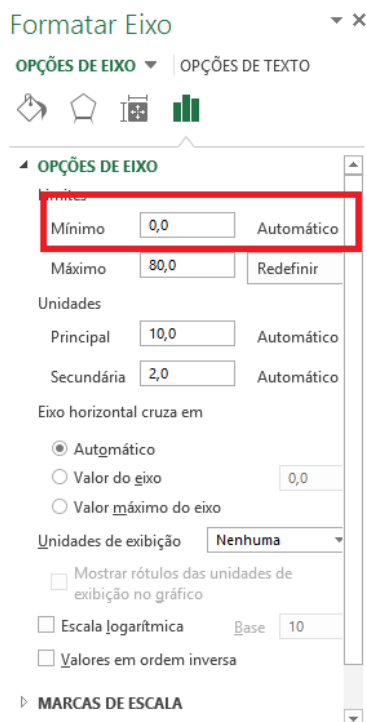 Formatar Eixo
OPÇÕES DE EIXO OPÇÕES DE TEXTO
OPÇÕES DE EIXO
Limites
Mínimo 0,0 Automático
Máximo 80,0 Redefinir
Unidades
Principal 10,0 Automático
Secundária 2,0 Automático
Eixo horizontal cruza em
Automático
Valor do eixo 0,0
Valor máximo do eixo
Unidades de exibição Nenhuma
Mostrar rótulos das unidades de
exibição no gráfico
Escala logarítmica Base 10
Valores em ordem inversa
MARCAS DE ESCALA